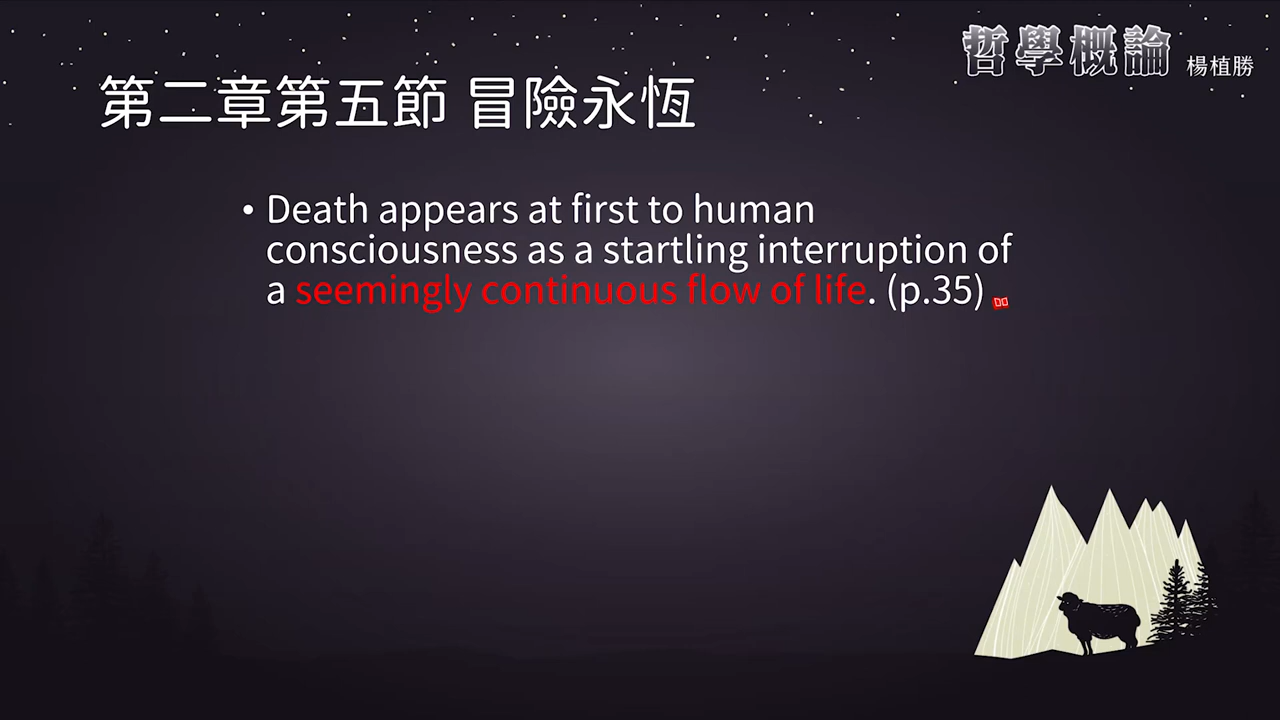 哲學概論 楊植勝
第二章第五節 冒險永恆
• Death appears at first to human
consciousness as a startling interruption of
a seemingly continuous flow of life. (p.35)